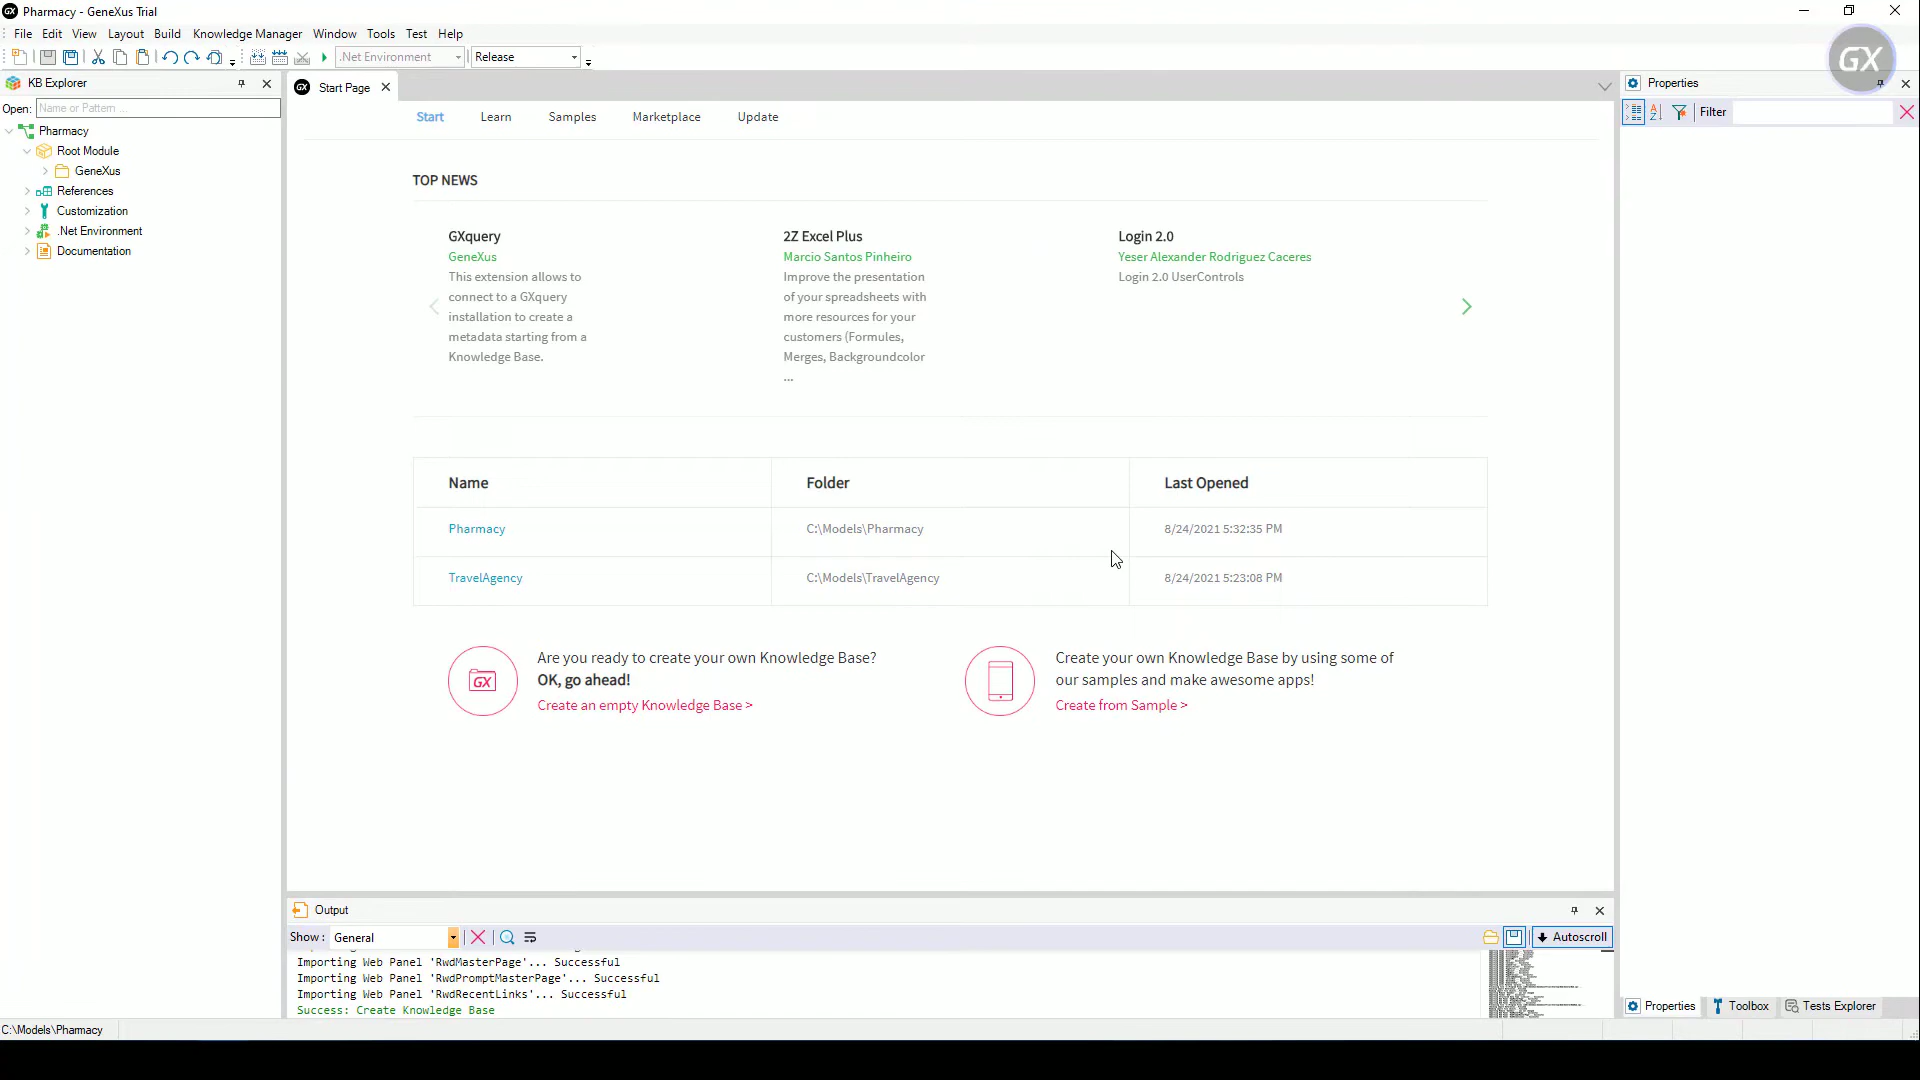 GX Pharmacy - GeneXus Trial
File Edit View Layout Build Knowledge Manager Window Tools Test Help
.Net Environment Release
GX
KB Explorer
Open: Name or Pattern ...
Pharmacy
Root Module
GeneXus
References
Customization
.Net Environment
Documentation
GX Start Page
Start Learn Samples Marketplace Update
TOP NEWS
GXquery
GeneXus
This extension allows to
connect to a GXquery
installation to create a
metadata starting from a
Knowledge Base.
2Z Excel Plus
Marcio Santos Pinheiro
Improve the presentation
of your spreadsheets with
more resources for your
customers (Formules,
Merges, Backgroundcolor
...
Login 2.0
Yeser Alexander Rodriguez Caceres
Login 2.0 UserControls
Name Folder Last Opened
Pharmacy C:\Models\Pharmacy 8/24/2021 5:32:35 PM
TravelAgency C:\Models\TravelAgency 8/24/2021 5:23:08 PM
GX
Are you ready to create your own Knowledge Base?
OK, go ahead!
Create an empty Knowledge Base >
Create your own Knowledge Base by using some of
our samples and make awesome apps!
Create from Sample >
Properties
Filter
Output
Show: General
Autoscroll
Importing Web Panel 'RwdMasterPage'... Successful
Importing Web Panel 'RwdPromptMasterPage'... Successful
Importing Web Panel 'RwdRecentLinks'... Successful
Success: Create Knowledge Base
Properties Toolbox Tests Explorer
C:\Models\Pharmacy